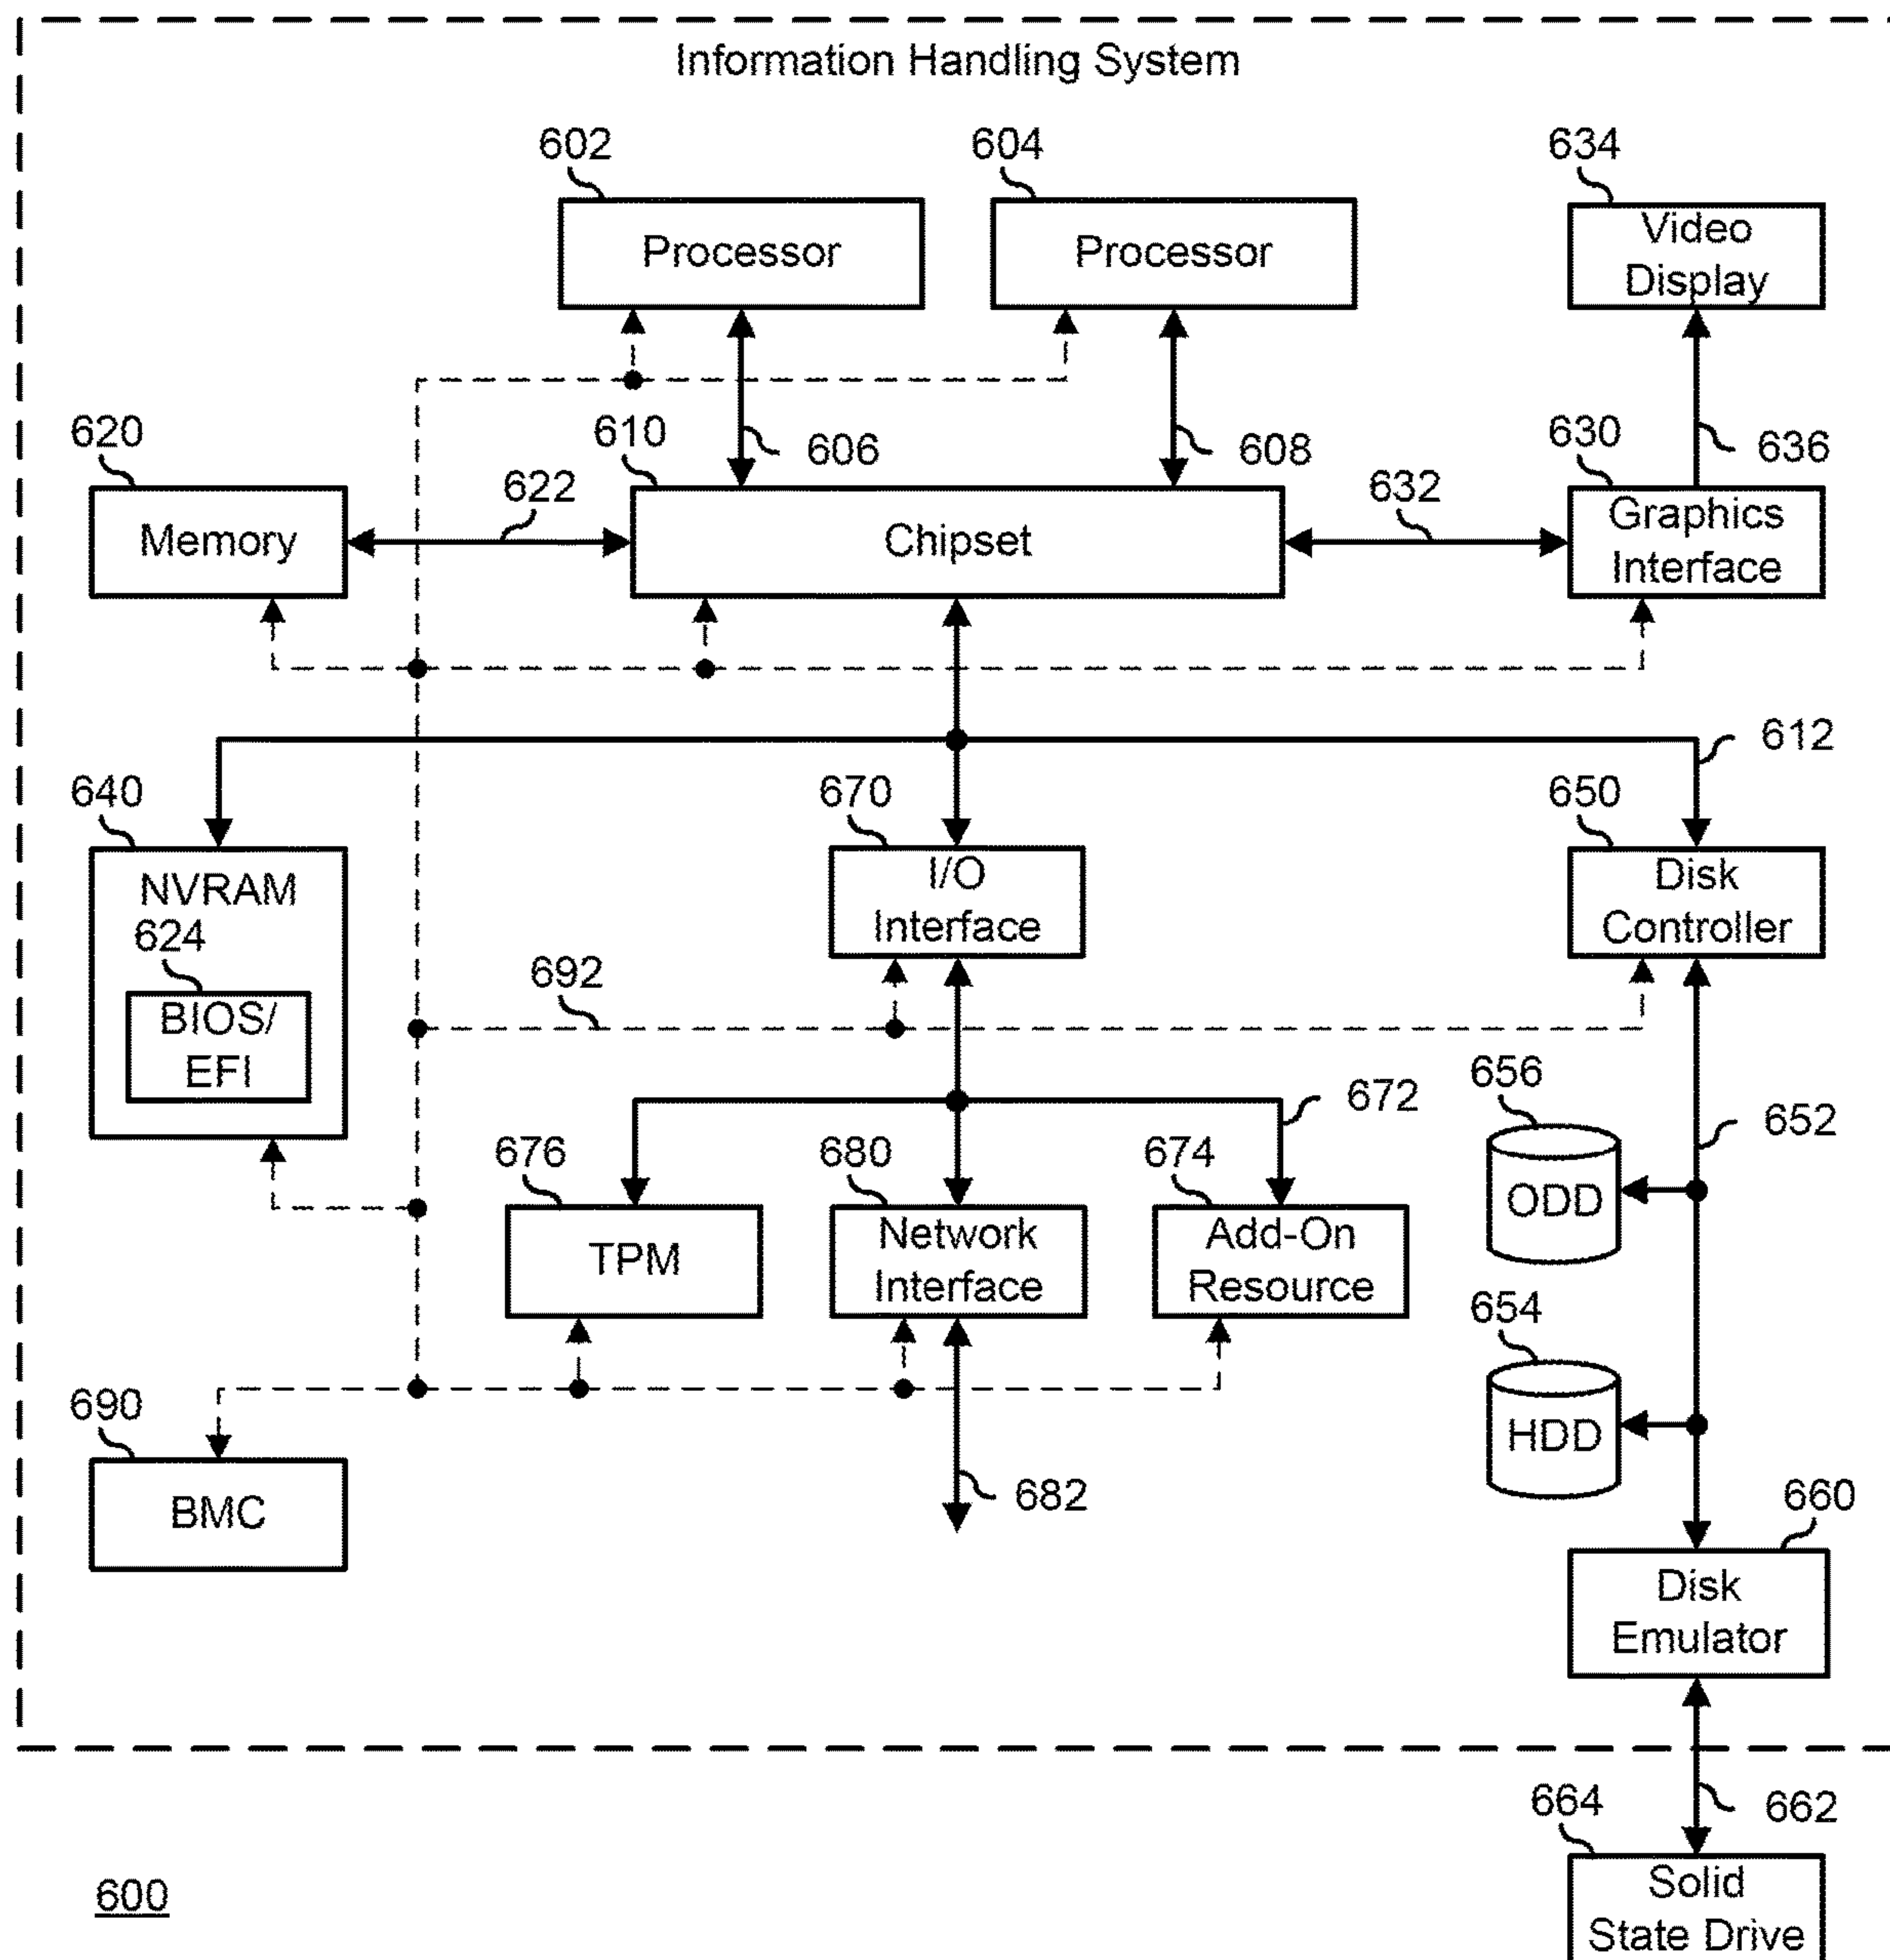 Information Handling System
602
604
634
Processor
Processor
Video
Display
620
610
606
608
630
636
622
632
Memory
Chipset
Graphics
Interface
612
640
670
650
NVRAM
I/O
Interface
Disk
Controller
624
BIOS/
EFI
692
656
672
652
676
680
674
ODD
TPM
Network
Interface
Add-On
Resource
654
690
HDD
BMC
682
660
Disk
Emulator
664
662
600
Solid
State Drive